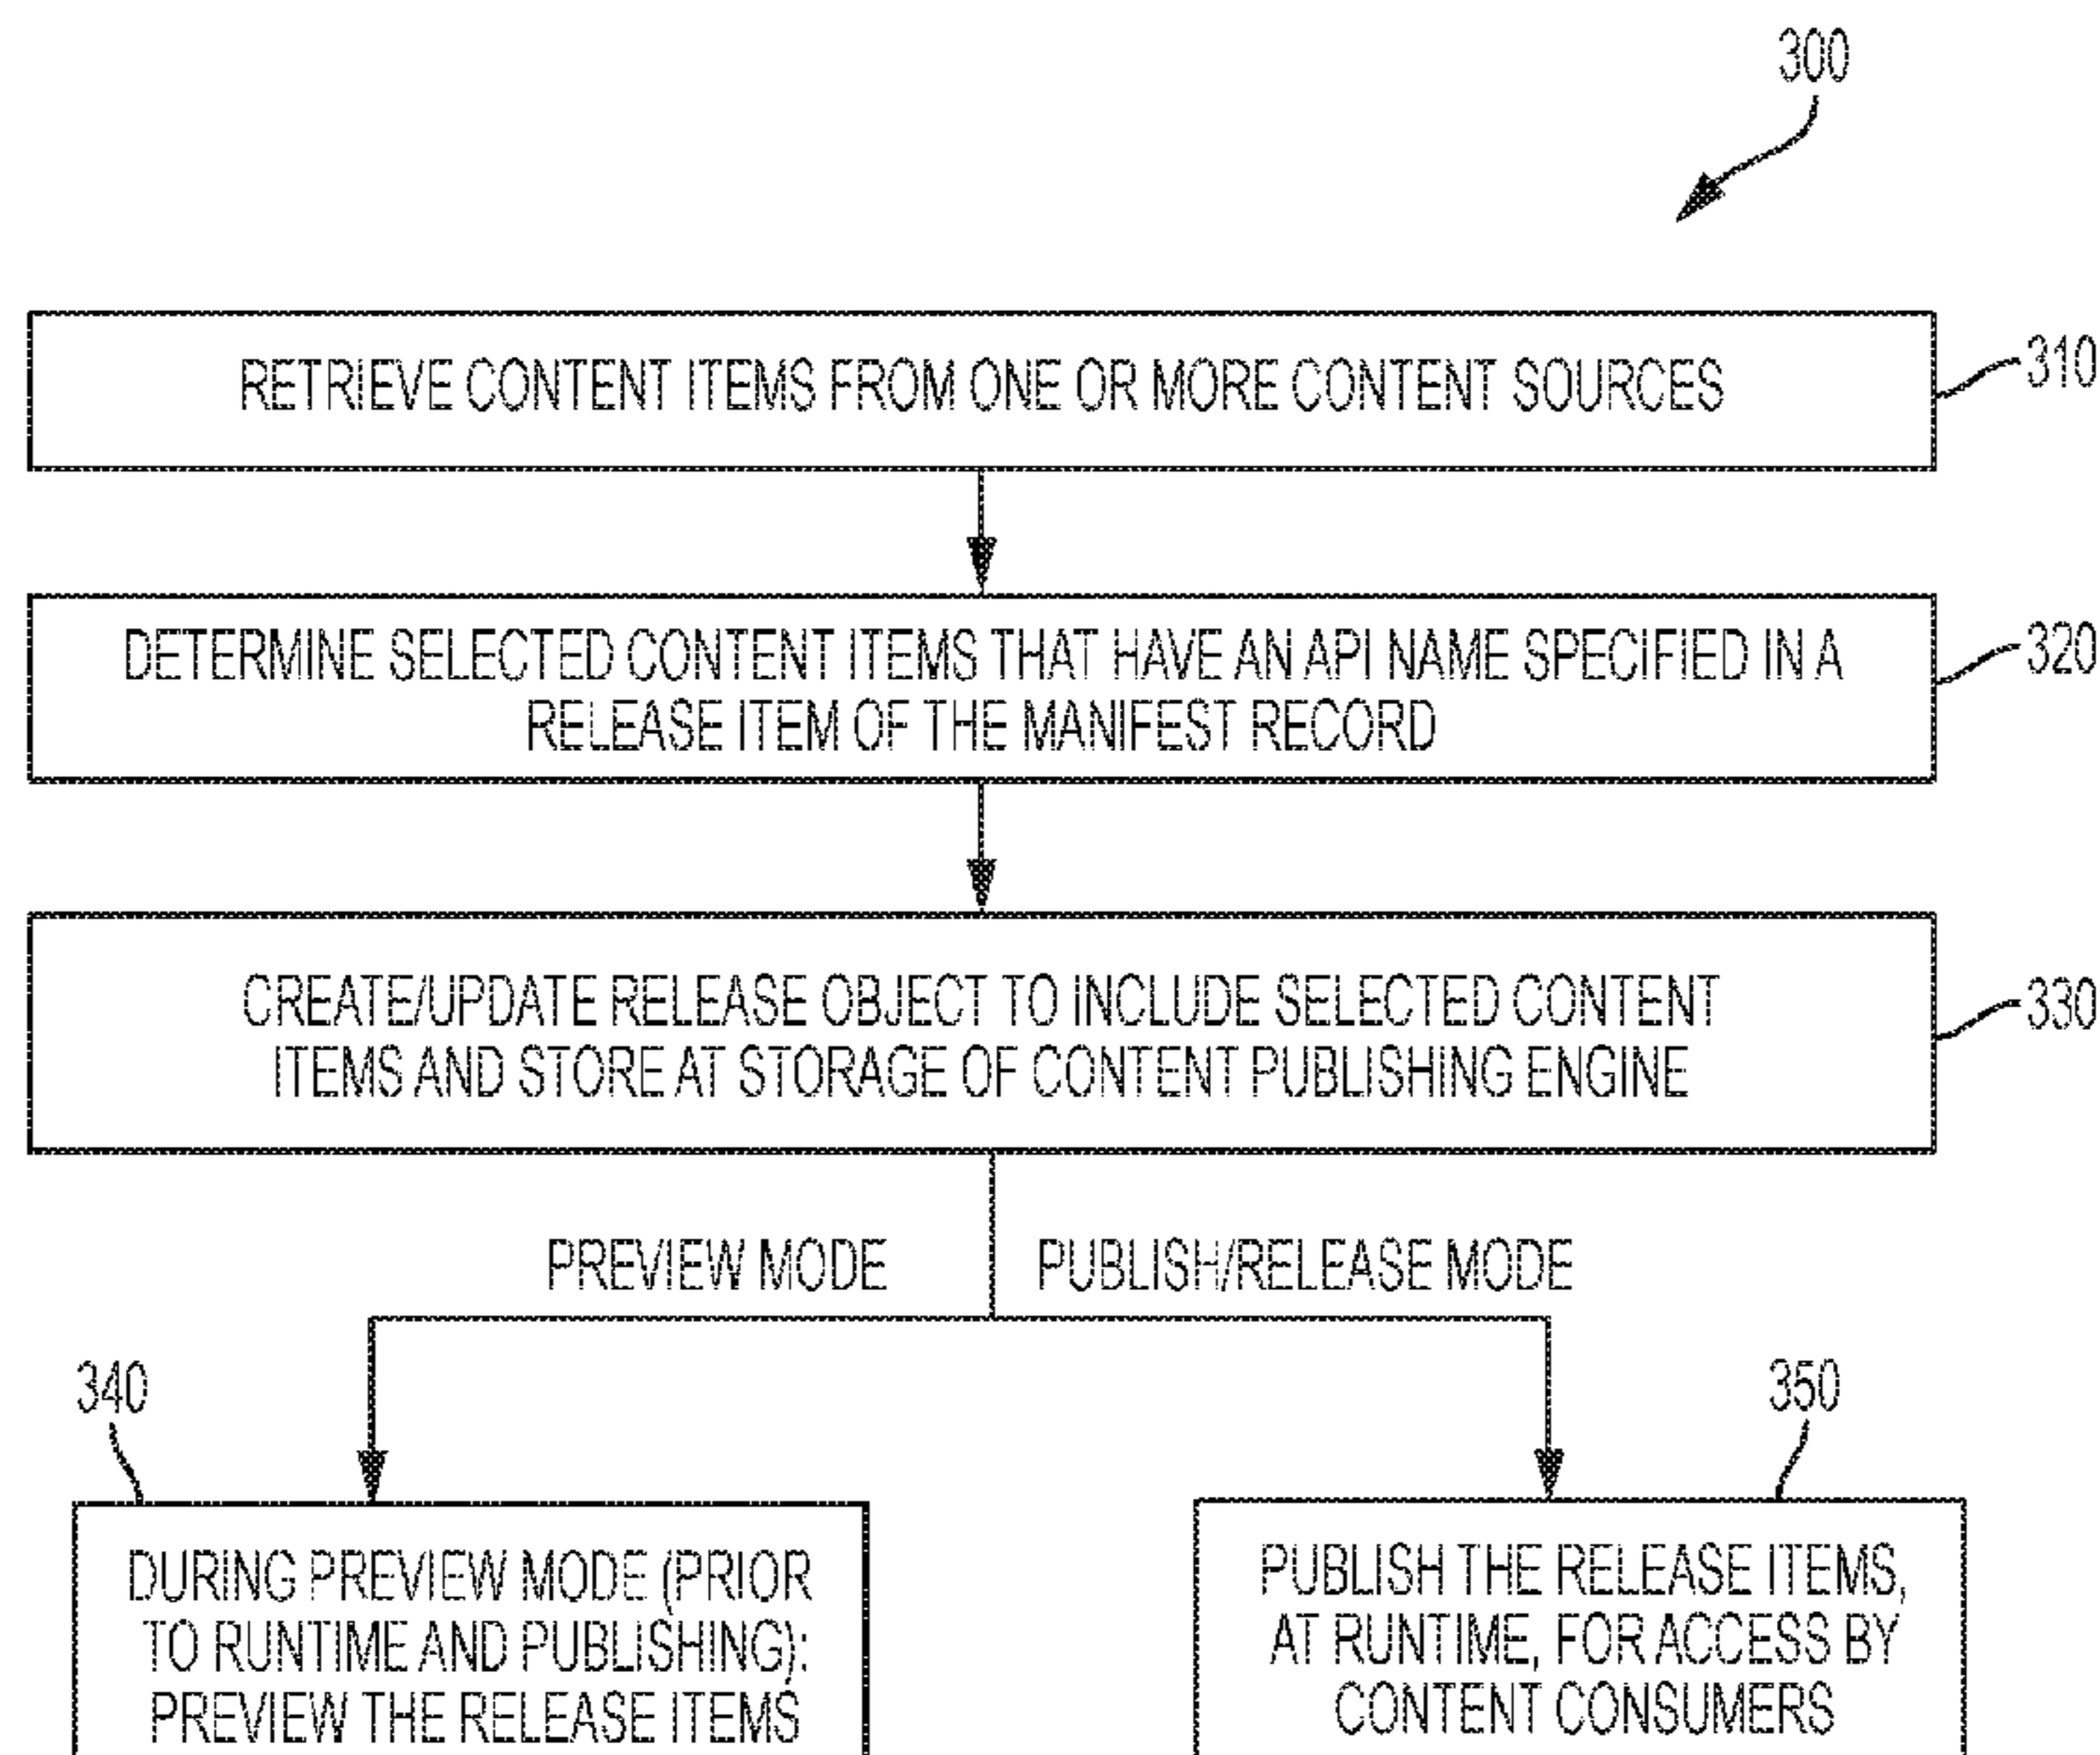 300
RETRIEVE CONTENT ITEMS FROM ONE OR MORE CONTENT SOURCES
310
DETERMINE SELECTED CONTENT ITEMS THAT HAVE AN API NAME SPECIFIED IN A
RELEASE ITEM OF THE MANIFEST RECORD
320
CREATE/UPDATE RELEASE OBJECT TO INCLUDE SELECTED CONTENT
ITEMS AND STORE AT STORAGE OF CONTENT PUBLISHING ENGINE
330
PREVIEW MODE
PUBLISH/RELEASE MODE
340
DURING PREVIEW MODE (PRIOR
TO RUNTIME AND PUBLISHING):
PREVIEW THE RELEASE ITEMS
350
PUBLISH THE RELEASE ITEMS,
AT RUNTIME, FOR ACCESS BY
CONTENT CONSUMERS